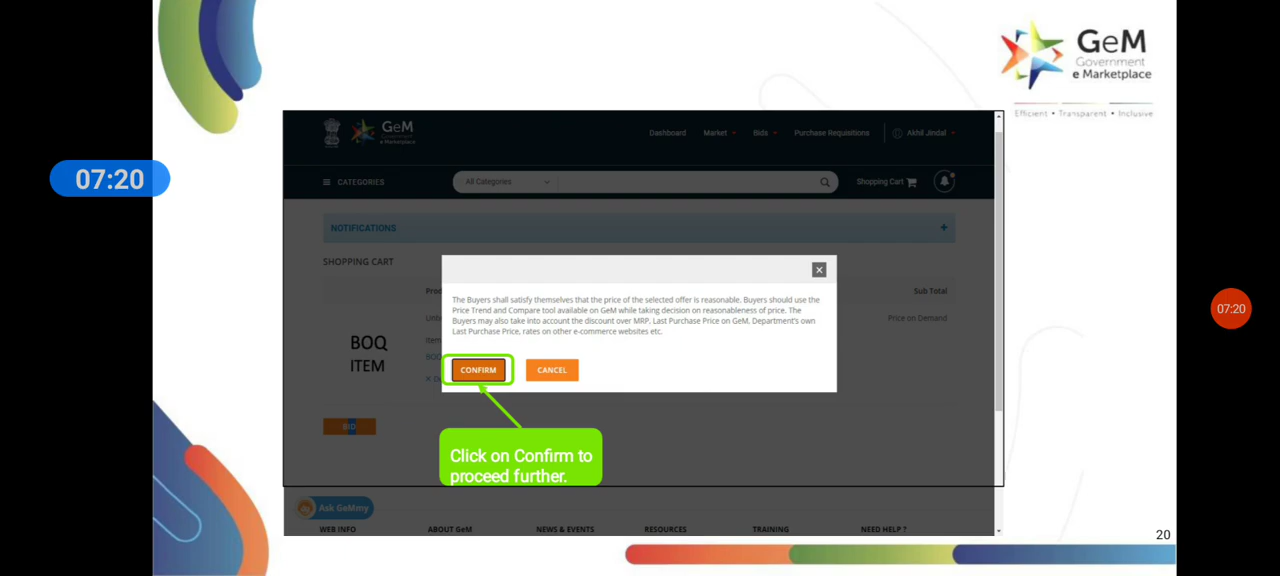 GeM
Government
e Marketplace
Efficient • Transparent • Inclusive
GeM
Government
e Marketplace
Dashboard Market Bids Purchase Requisitions Akhil Jindal
07:20
CATEGORIES All Categories Shopping Cart
NOTIFICATIONS +
SHOPPING CART
Sub Total
Price on Demand
BOQ
ITEM
The Buyers shall satisfy themselves that the price of the selected offer is reasonable. Buyers should use the
Price Trend and Compare tool available on GeM while taking decision on reasonableness of price. The
Buyers may also take into account the discount over MRP, Last Purchase Price on GeM, Department's own
Last Purchase Price, rates on other e-commerce websites etc.
CONFIRM CANCEL
07:20
BID
Click on Confirm to
proceed further.
Ask GeMmy
WEB INFO ABOUT GeM NEWS & EVENTS RESOURCES TRAINING NEED HELP ?
20